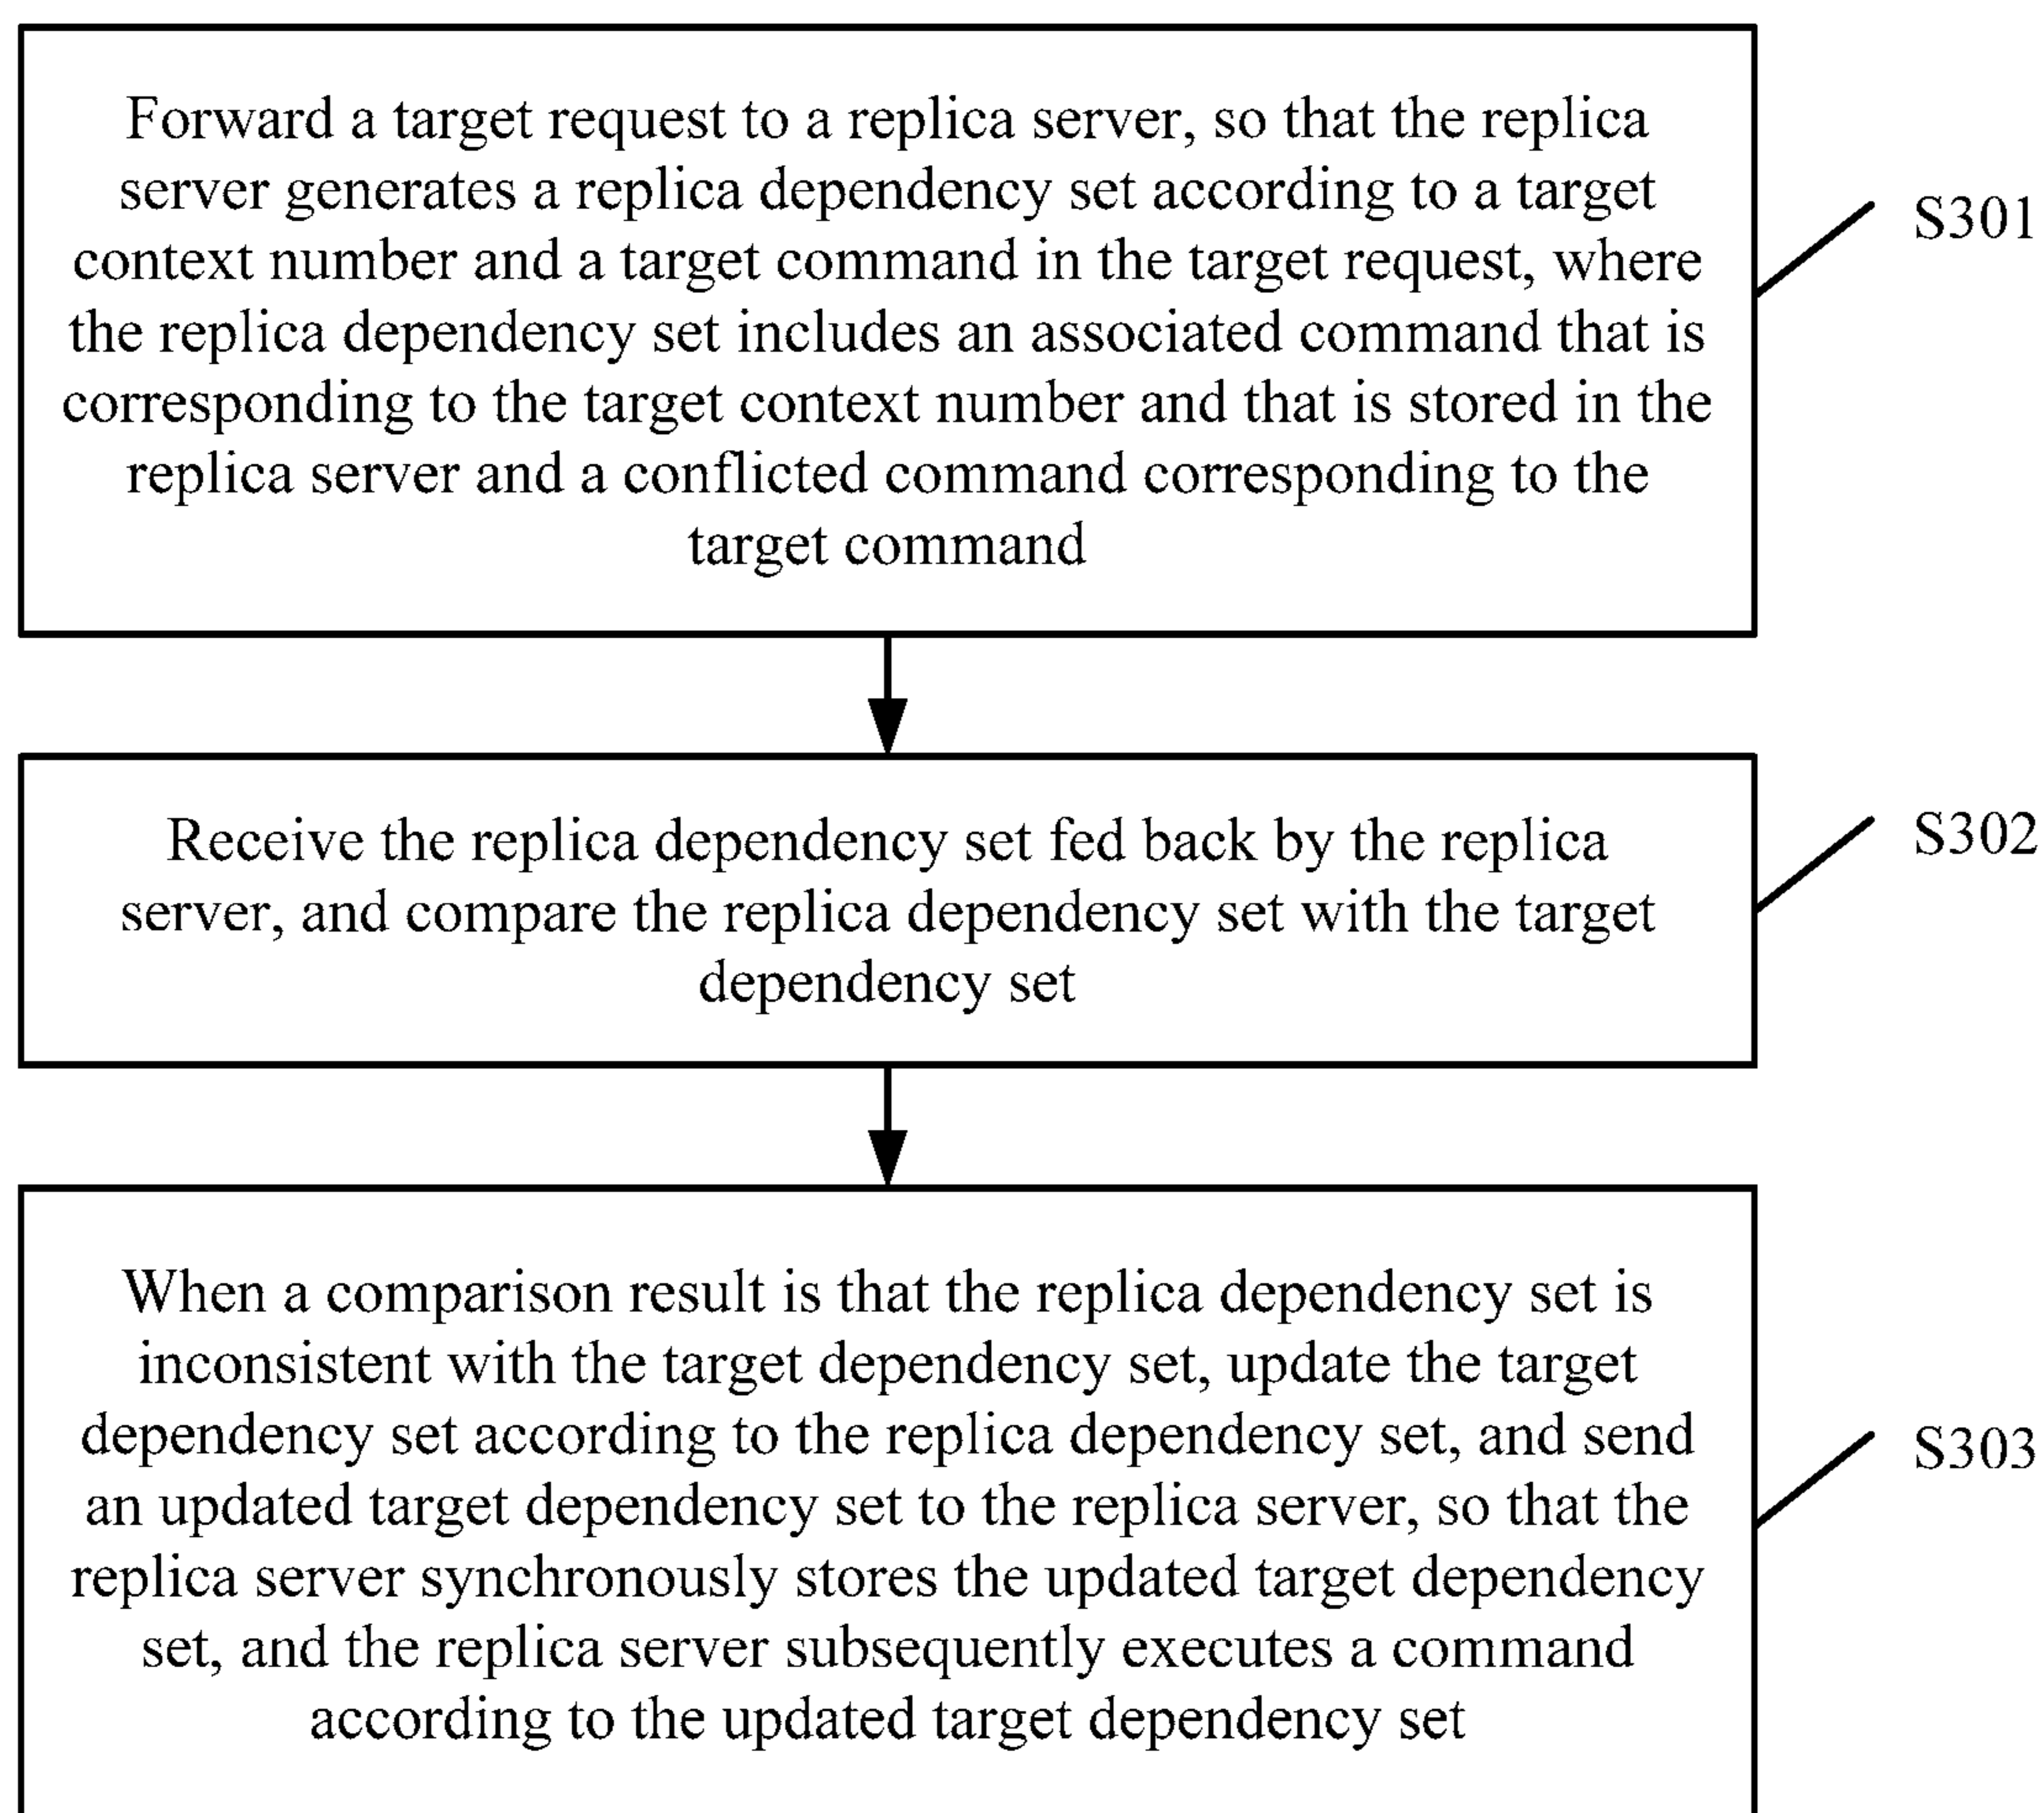 Forward a target request to a replica server, so that the replica
server generates a replica dependency set according to a target
context number and a target command in the target request, where
the replica dependency set includes an associated command that is
corresponding to the target context number and that is stored in the
replica server and a conflicted command corresponding to the
target command
S301
Receive the replica dependency set fed back by the replica
server, and compare the replica dependency set with the target
dependency set
S302
When a comparison result is that the replica dependency set is
inconsistent with the target dependency set, update the target
dependency set according to the replica dependency set, and send
an updated target dependency set to the replica server, so that the
replica server synchronously stores the updated target dependency
set, and the replica server subsequently executes a command
according to the updated target dependency set
S303